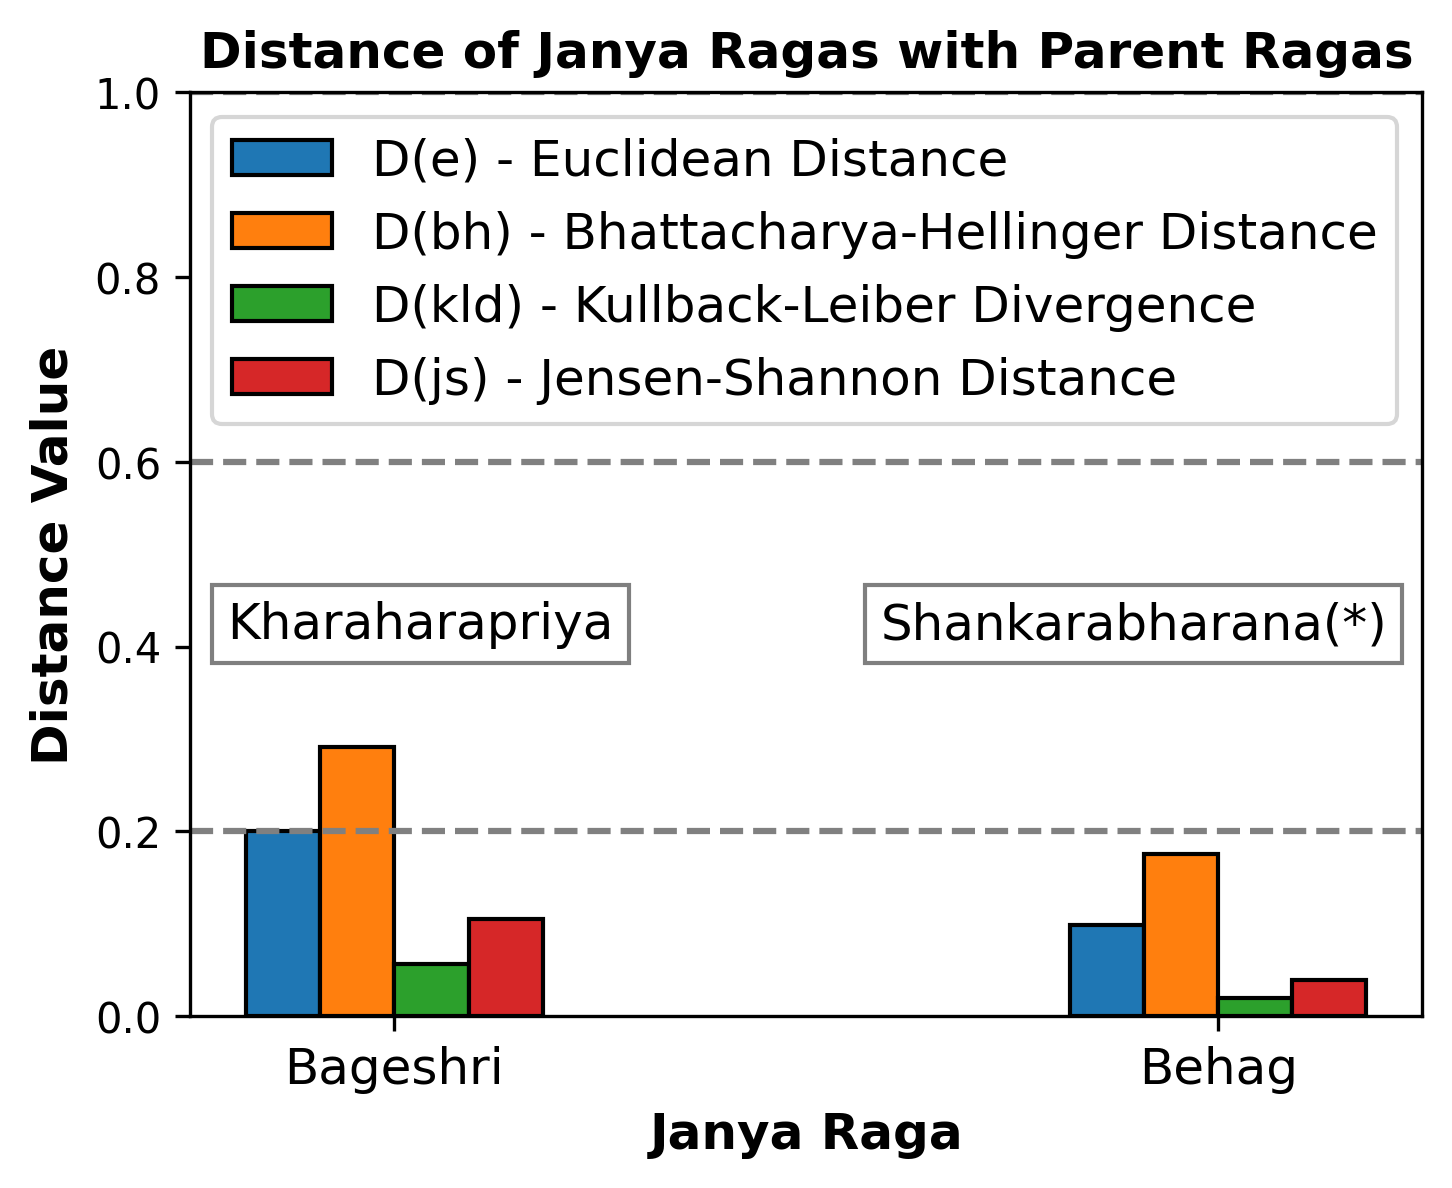 Distance of Janya Ragas with Parent Ragas
1.0
D(e) - Euclidean Distance
D(bh) - Bhattacharya-Hellinger Distance
D(kld) - Kullback-Leiber Divergence
D(js) - Jensen-Shannon Distance
0.8
0.6
0.4
0.2
0.0
Distance Value
Kharaharapriya
Shankarabharana(*)
Bageshri
Behag
Janya Raga